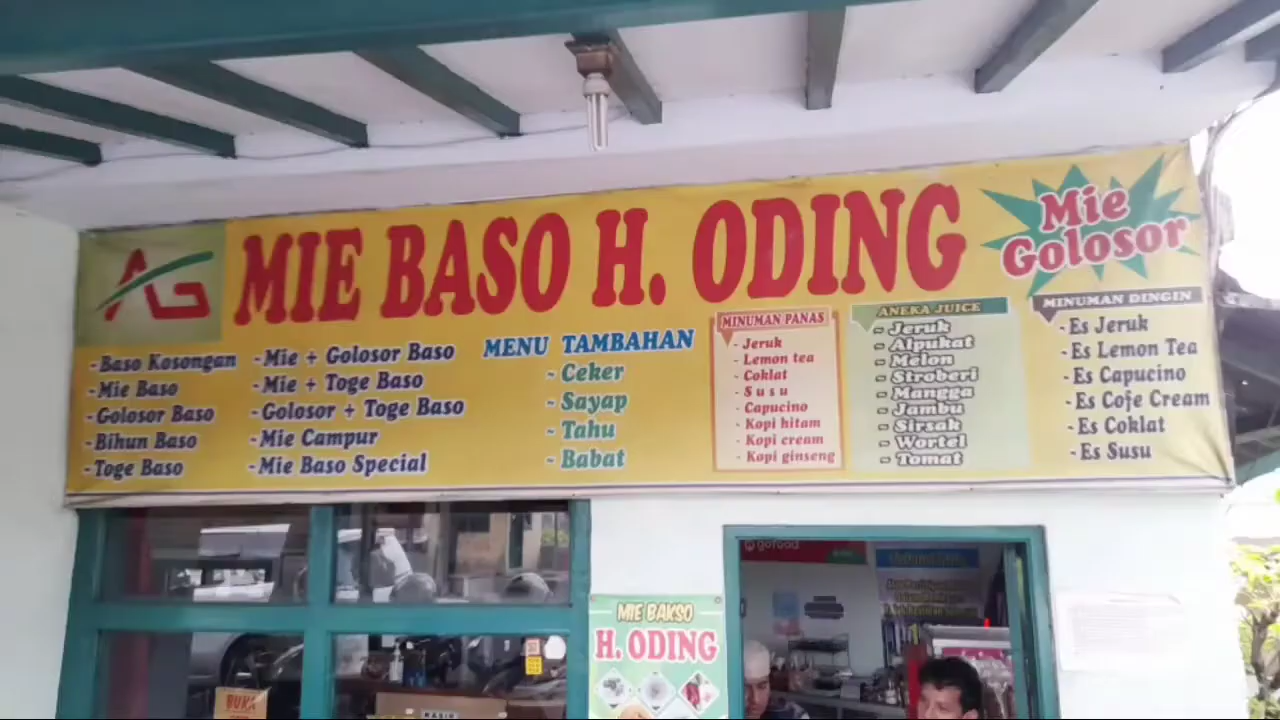 AG
MIE BASO H. ODING
Mie
Golosor
- Baso Kosongan
- Mie Baso
- Golosor Baso
- Bihun Baso
- Toge Baso
- Mie + Golosor Baso
- Mie + Toge Baso
- Golosor + Toge Baso
- Mie Campur
- Mie Baso Special
MENU TAMBAHAN
- Ceker
- Sayap
- Tahu
- Babat
MINUMAN PANAS
- Jeruk
- Lemon tea
- Coklat
- S u s u
- Capucino
- Kopi hitam
- Kopi cream
- Kopi ginseng
ANEKA JUICE
- Jeruk
- Alpukat
- Melon
- Stroberi
- Mangga
- Jambu
- Sirsak
- Wortel
- Tomat
MINUMAN DINGIN
- Es Jeruk
- Es Lemon Tea
- Es Capucino
- Es Cofe Cream
- Es Coklat
- Es Susu
gofood
MIE BAKSO
H. ODING
BUKA
KASIR